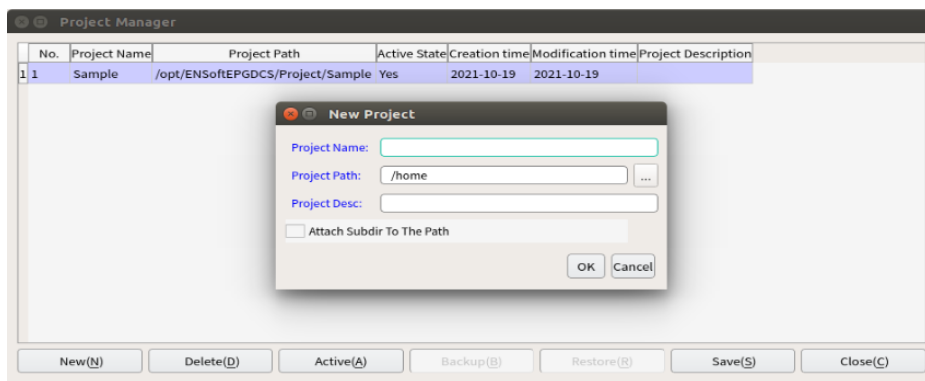 Project Manager
No. Project Name Project Path Active State Creation time Modification time Project Description
1 1 Sample /opt/ENSoftEPGDCS/Project/Sample Yes 2021-10-19 2021-10-19
New Project
Project Name:
Project Path: /home ...
Project Desc:
Attach Subdir To The Path
OK Cancel
New(N) Delete(D) Active(A) Backup(B) Restore(R) Save(S) Close(C)